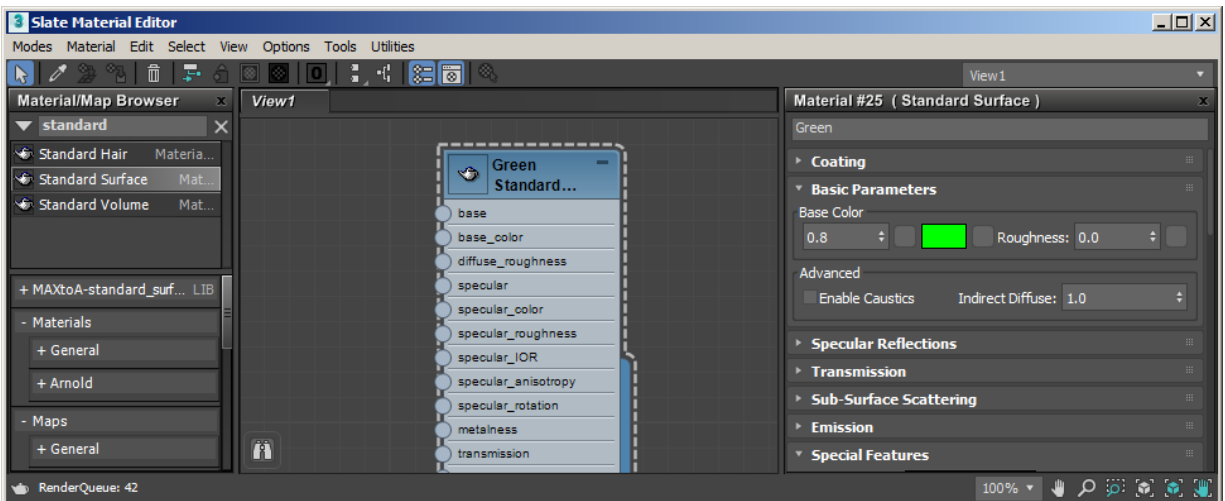 3 Slate Material Editor
Modes Material Edit Select View Options Tools Utilities
0 View1
Material/Map Browser x
standard
Standard Hair Materia...
Standard Surface Mat...
Standard Volume Mat...
+ MAXtoA-standard_surf... LIB
- Materials
+ General
+ Arnold
- Maps
+ General
View1
Green
Standard...
base
base_color
diffuse_roughness
specular
specular_color
specular_roughness
specular_IOR
specular_anisotropy
specular_rotation
metalness
transmission
Material #25 ( Standard Surface ) x
Green
Coating
Basic Parameters
Base Color
0.8 Roughness: 0.0
Advanced
Enable Caustics Indirect Diffuse: 1.0
Specular Reflections
Transmission
Sub-Surface Scattering
Emission
Special Features
RenderQueue: 42 100%